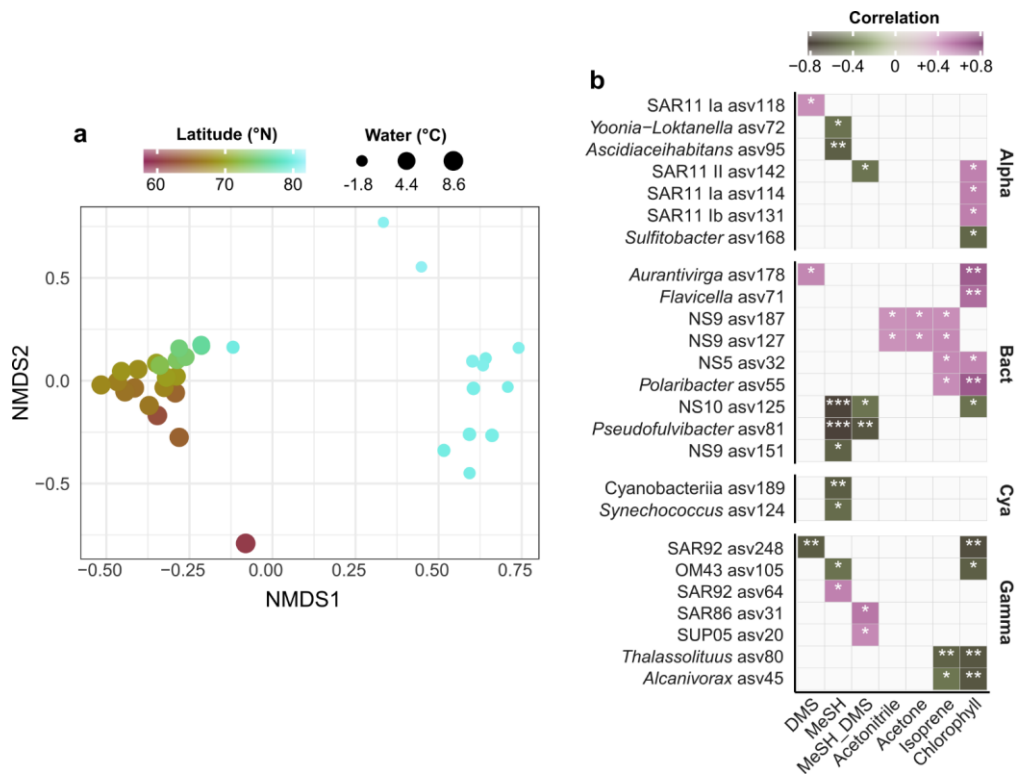 a
Latitude (°N)
60 70 80
Water (°C)
-1.8 4.4 8.6
0.5
0.0
−0.5
NMDS2
−0.50 −0.25 0.00 0.25 0.50 0.75
NMDS1
b
Correlation
−0.8 −0.4 0 +0.4 +0.8
SAR11 Ia asv118 *
Yoonia−Loktanella asv72 *
Ascidiaceihabitans asv95 **
SAR11 II asv142 * *
SAR11 Ia asv114 *
SAR11 Ib asv131 *
Sulfitobacter asv168 *
Alpha
Aurantivirga asv178 * **
Flavicella asv71 **
NS9 asv187 * * *
NS9 asv127 * * *
NS5 asv32 * *
Polaribacter asv55 * **
NS10 asv125 *** * *
Pseudofulvibacter asv81 *** **
NS9 asv151 *
Bact
Cyanobacteriia asv189 **
Synechococcus asv124 *
Cya
SAR92 asv248 ** **
OM43 asv105 * *
SAR92 asv64 *
SAR86 asv31 *
SUP05 asv20 *
Thalassolituus asv80 ** **
Alcanivorax asv45 * **
Gamma
DMS
MeSH
MeSH_DMS
Acetonitrile
Acetone
Isoprene
Chlorophyll